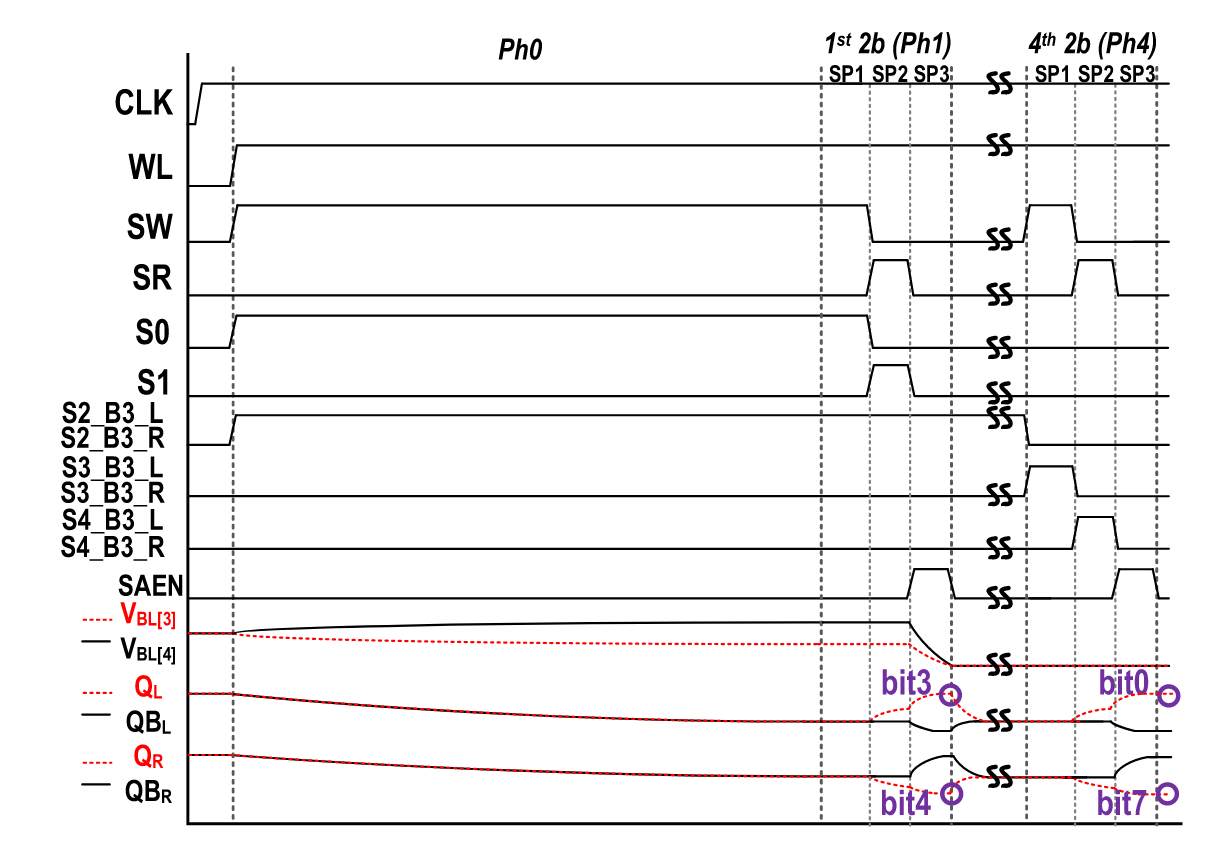 Ph0
1st 2b (Ph1)
4th 2b (Ph4)
SP1 SP2 SP3
SP1 SP2 SP3
CLK
WL
SW
SR
S0
S1
S2_B3_L
S2_B3_R
S3_B3_L
S3_B3_R
S4_B3_L
S4_B3_R
SAEN
VBL[3]
VBL[4]
QL
bit3
bit0
QBL
QR
QBR
bit4
bit7